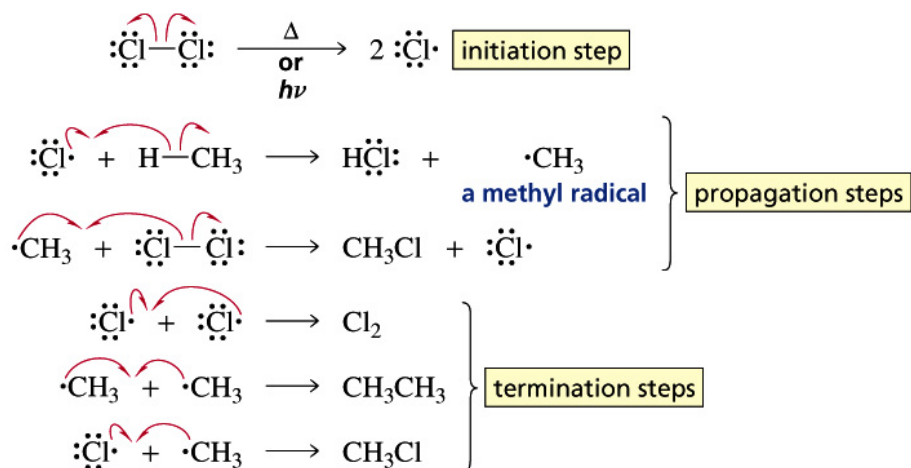 :C̈l—C̈l: Δ or hν 2 :C̈l· initiation step
:C̈l· + H—CH₃ ⟶ HC̈l: + ·CH₃
a methyl radical propagation steps
·CH₃ + :C̈l—C̈l: ⟶ CH₃Cl + :C̈l·
:C̈l· + :C̈l· ⟶ Cl₂
·CH₃ + ·CH₃ ⟶ CH₃CH₃ termination steps
:C̈l· + ·CH₃ ⟶ CH₃Cl